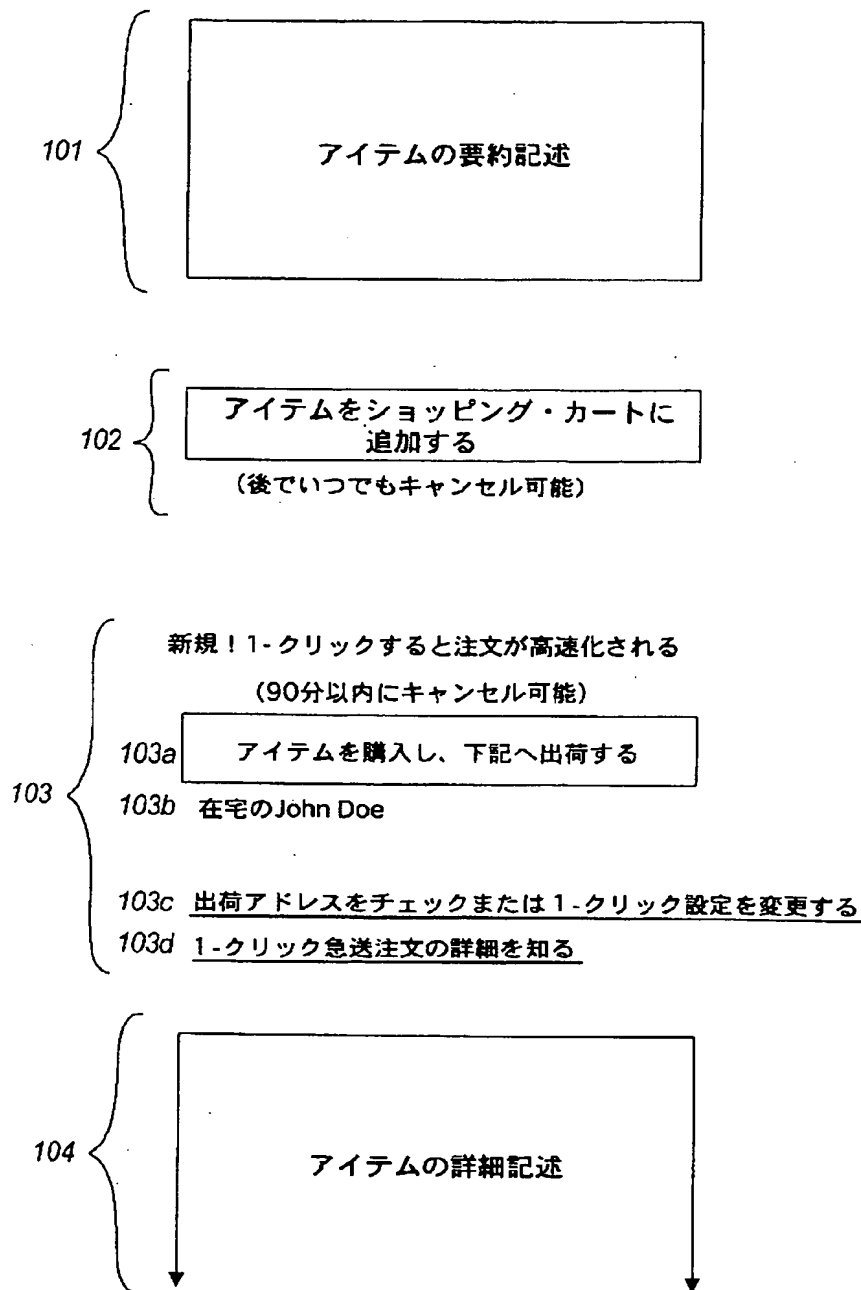 101
アイテムの要約記述
102
アイテムをショッピング・カートに
追加する
(後でいつでもキャンセル可能)
103
新規!1-クリックすると注文が高速化される
(90分以内にキャンセル可能)
103a アイテムを購入し、下記へ出荷する
103b 在宅のJohn Doe
103c 出荷アドレスをチェックまたは1-クリック設定を変更する
103d 1-クリック急送注文の詳細を知る
104
アイテムの詳細記述